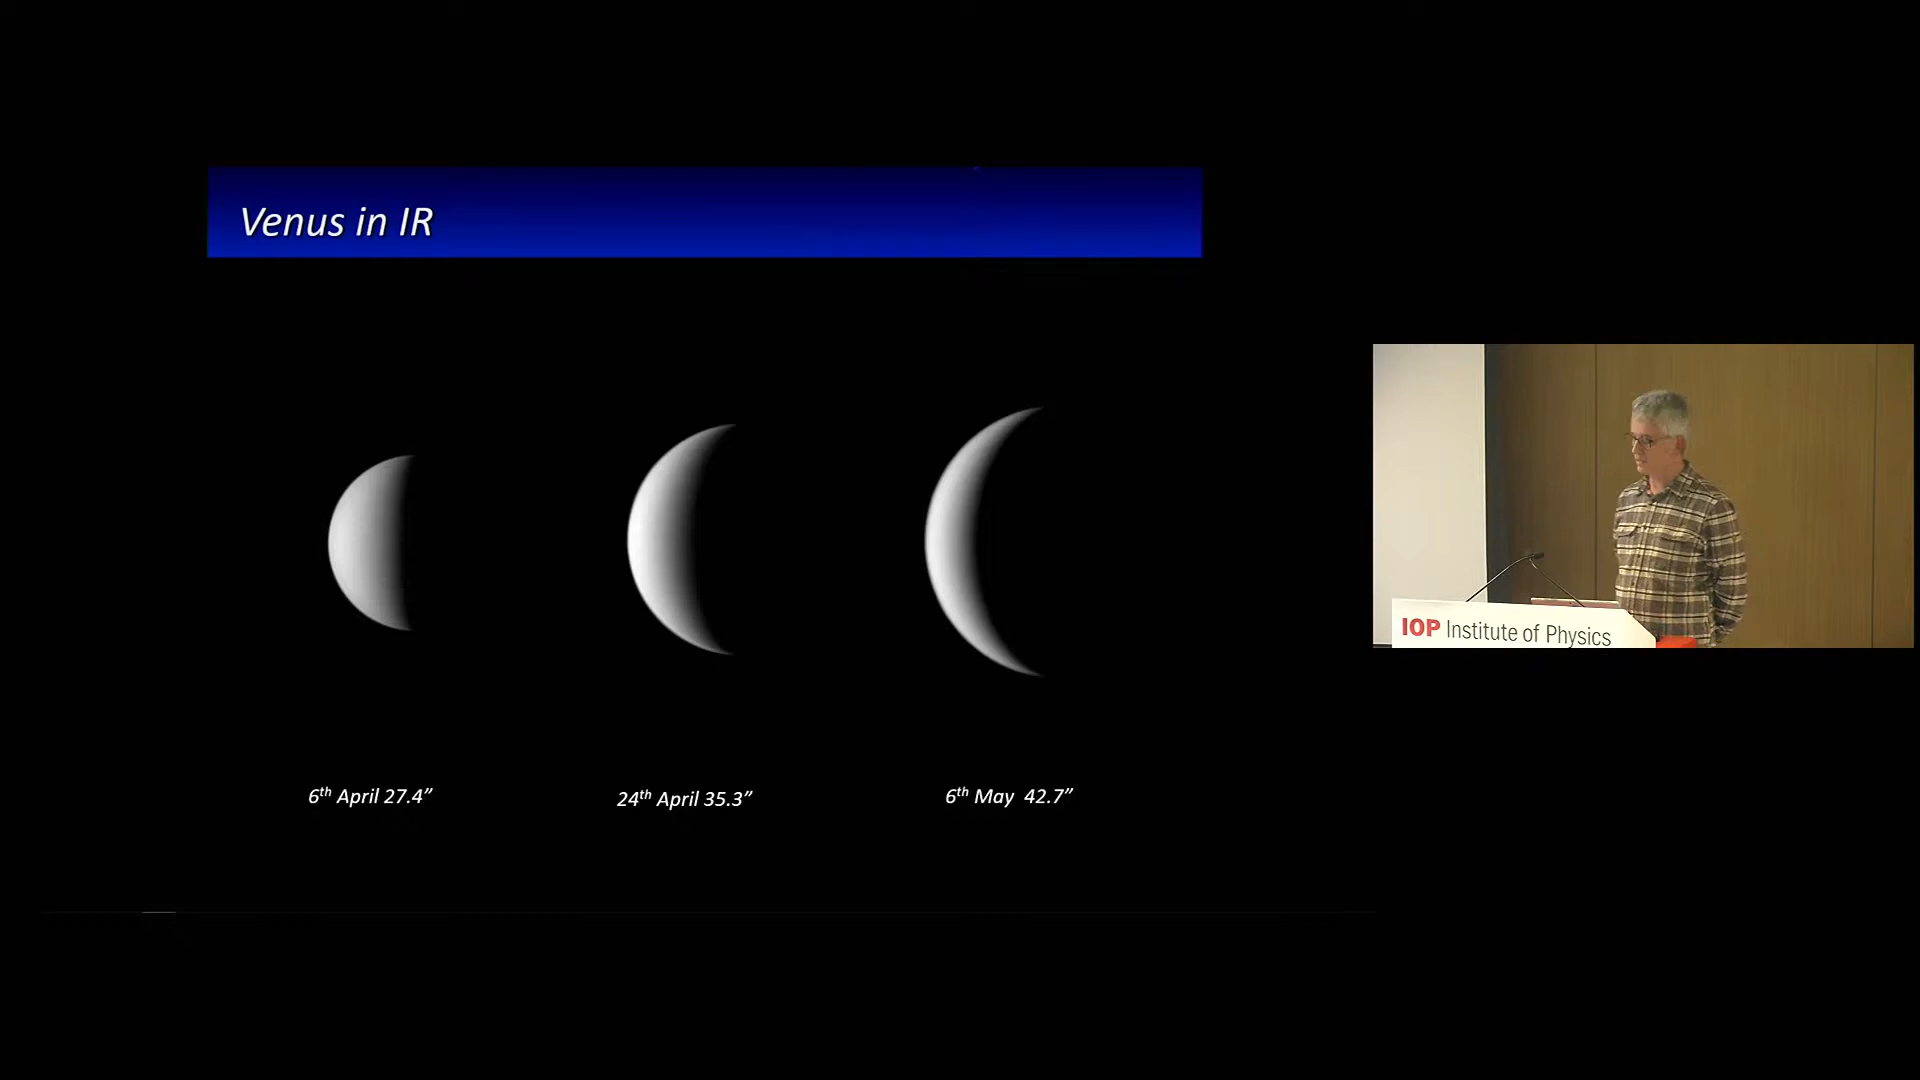 Venus in IR
6th April 27.4”
24th April 35.3”
6th May 42.7”
IOP Institute of Physics